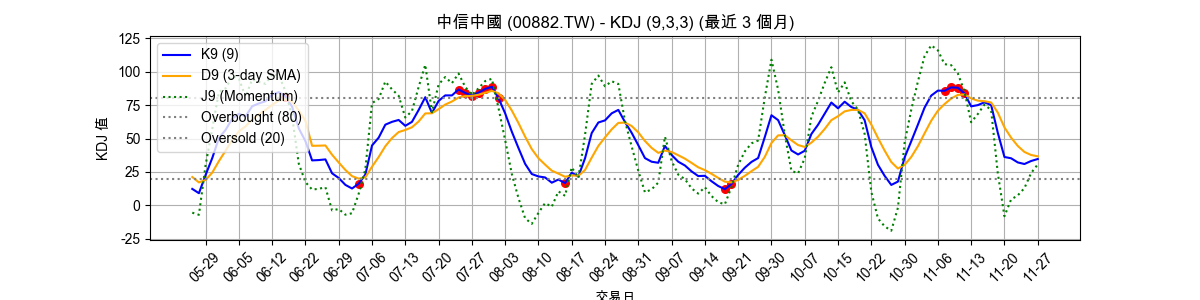 中信中國 (00882.TW) - KDJ (9,3,3) (最近 3 個月)
KDJ 值
125
100
75
50
25
0
-25
K9 (9)
D9 (3-day SMA)
J9 (Momentum)
Overbought (80)
Oversold (20)
05-29 06-05 06-12 06-22 06-29 07-06 07-13 07-20 07-27 08-03 08-10 08-17 08-24 08-31 09-07 09-14 09-21 09-30 10-07 10-15 10-22 10-30 11-06 11-13 11-20 11-27
交易日